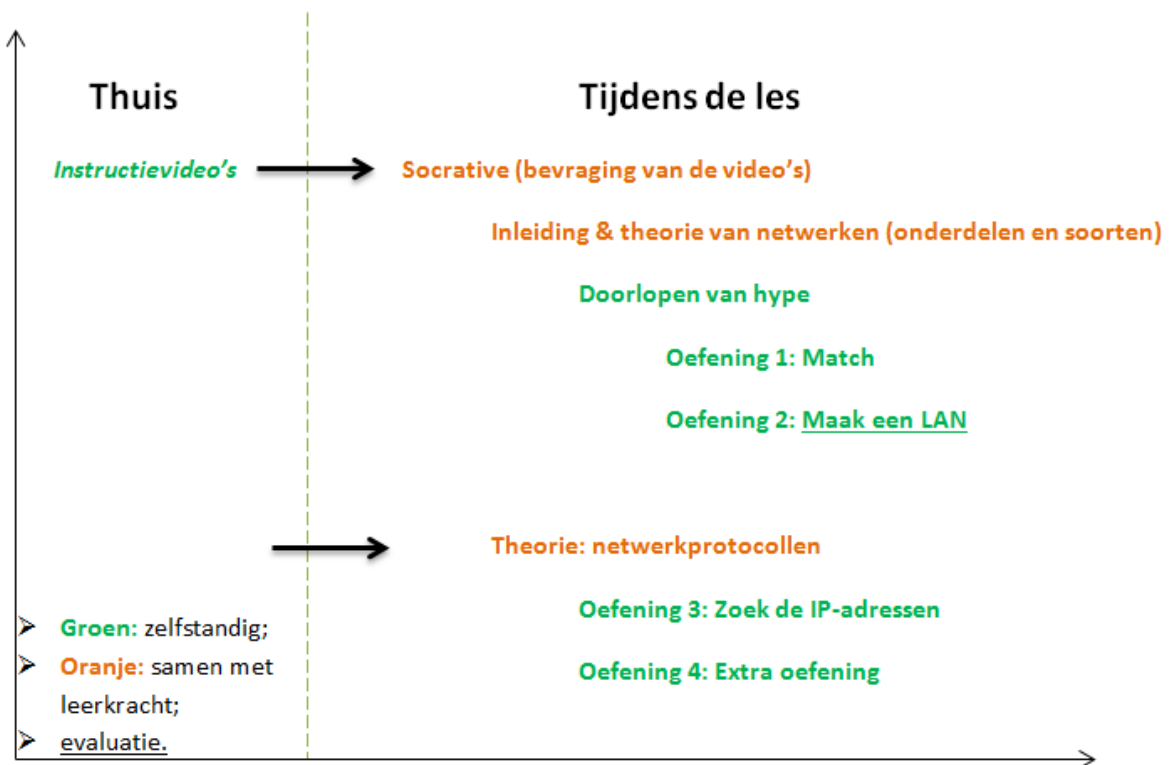 Thuis
Tijdens de les
Instructievideo's
Socrative (bevraging van de video's)
Inleiding & theorie van netwerken (onderdelen en soorten)
Doorlopen van hype
Oefening 1: Match
Oefening 2: Maak een LAN
Theorie: netwerkprotocollen
Oefening 3: Zoek de IP-adressen
Oefening 4: Extra oefening
Groen: zelfstandig;
Oranje: samen met
leerkracht;
evaluatie.